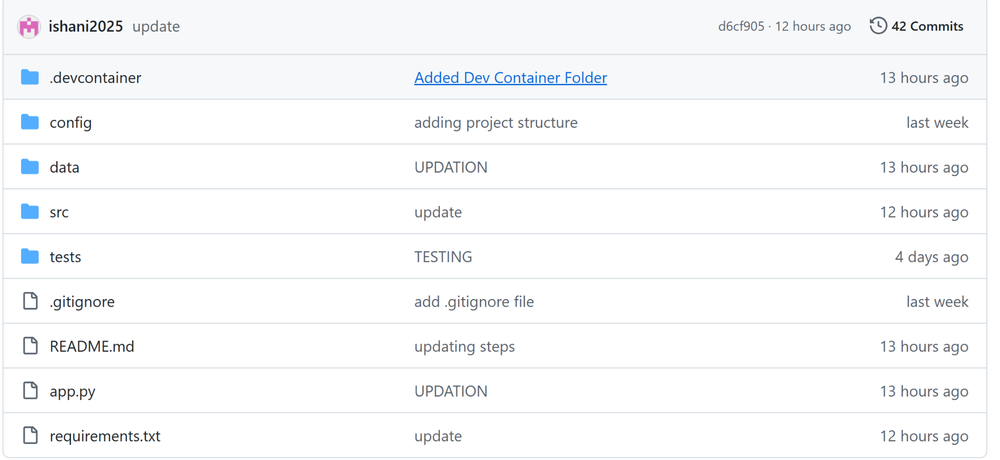 ishani2025 update d6cf905 · 12 hours ago 42 Commits
.devcontainer Added Dev Container Folder 13 hours ago
config adding project structure last week
data UPDATION 13 hours ago
src update 12 hours ago
tests TESTING 4 days ago
.gitignore add .gitignore file last week
README.md updating steps 13 hours ago
app.py UPDATION 13 hours ago
requirements.txt update 12 hours ago